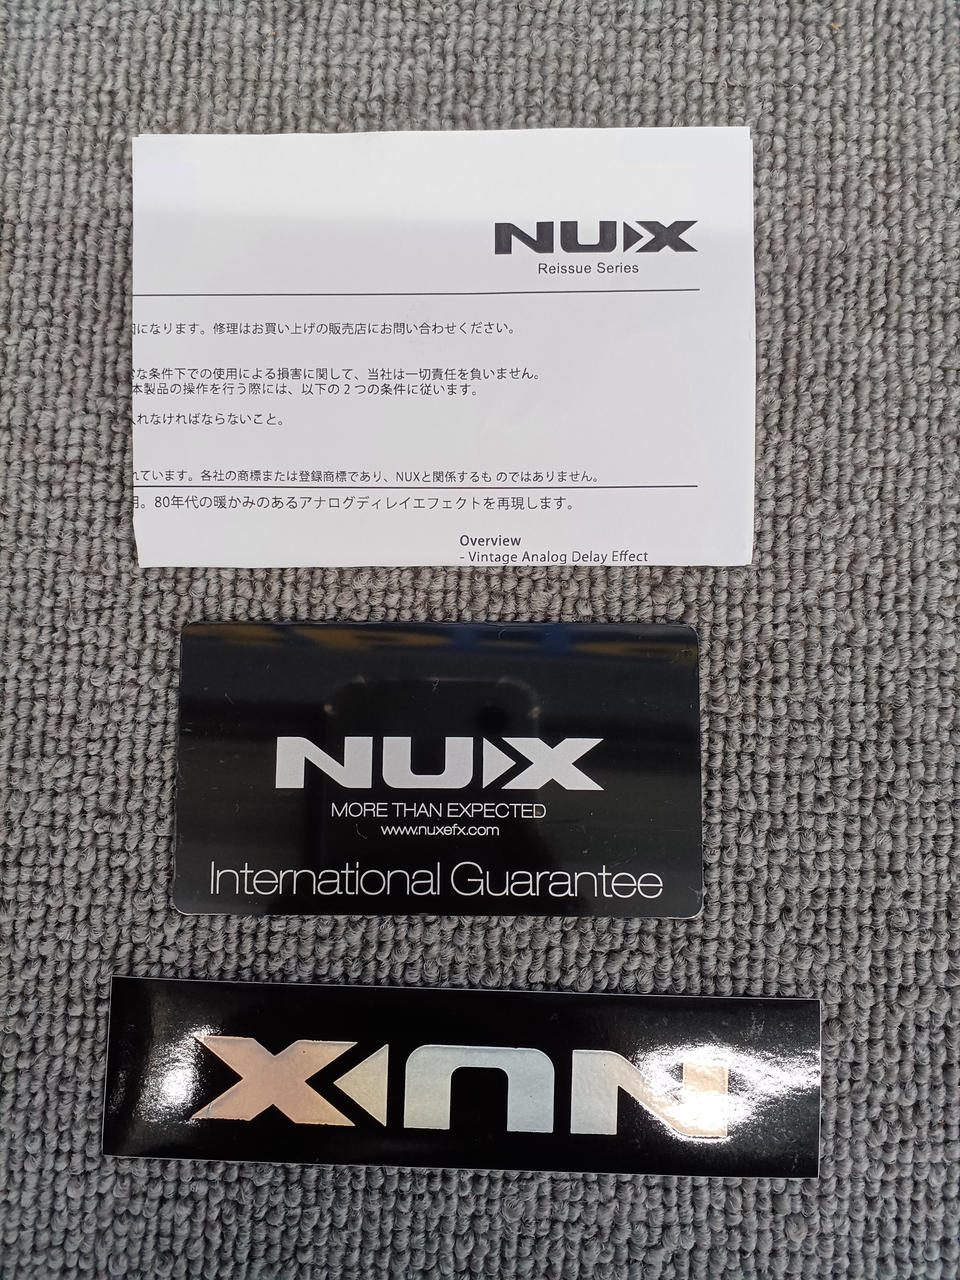 NUX
Reissue Series
になります。修理はお買い上げの販売店にお問い合わせください。
な条件下での使用による損害に関して、当社は一切責任を負いません。
本製品の操作を行う際には、以下の2つの条件に従います。
れなければならないこと。
れています。各社の商標または登録商標であり、NUXと関係するも のではありません。
用。80年代の暖かみのあるアナログディレイエフェクトを再現します。
Overview
- Vintage Analog Delay Effect
NUX
MORE THAN EXPECTED
www.nuxefx.com
International Guarantee
NUX